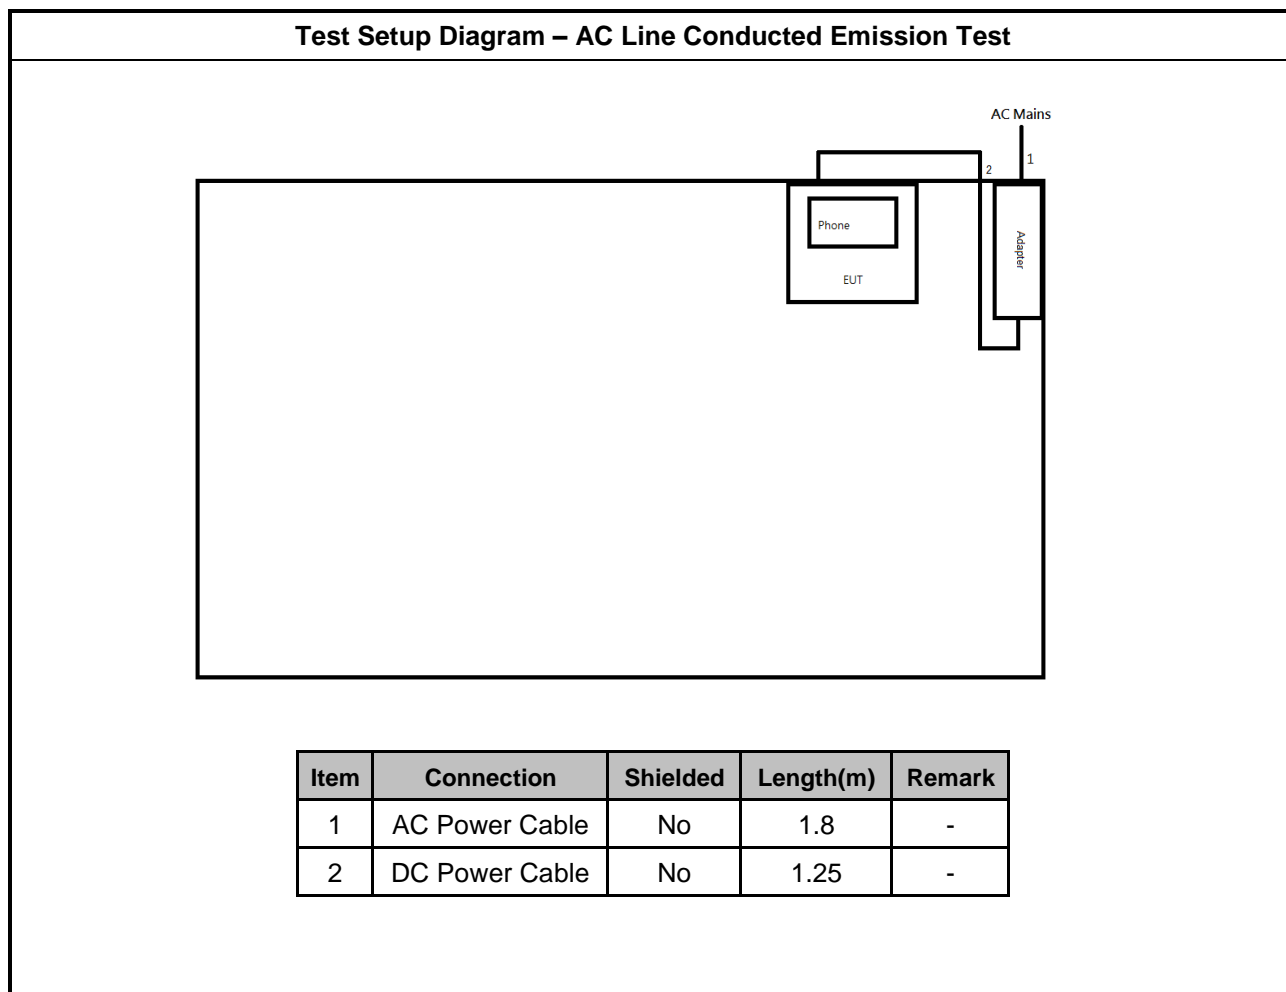 Test Setup Diagram – AC Line Conducted Emission Test
AC Mains
1
2
Phone
EUT
Adapter
Item Connection Shielded Length(m) Remark
1 AC Power Cable No 1.8 -
2 DC Power Cable No 1.25 -